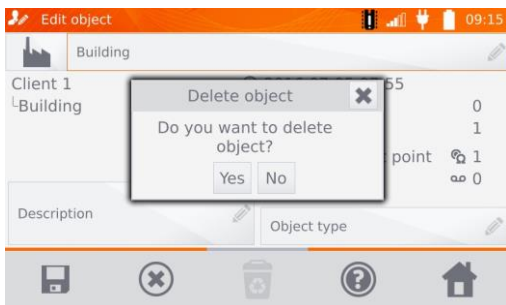 Edit object
09:15
Building
Client 1
55
└Building
0
1
Delete object
Do you want to delete
object?
Yes No
point 1
0
Description
Object type